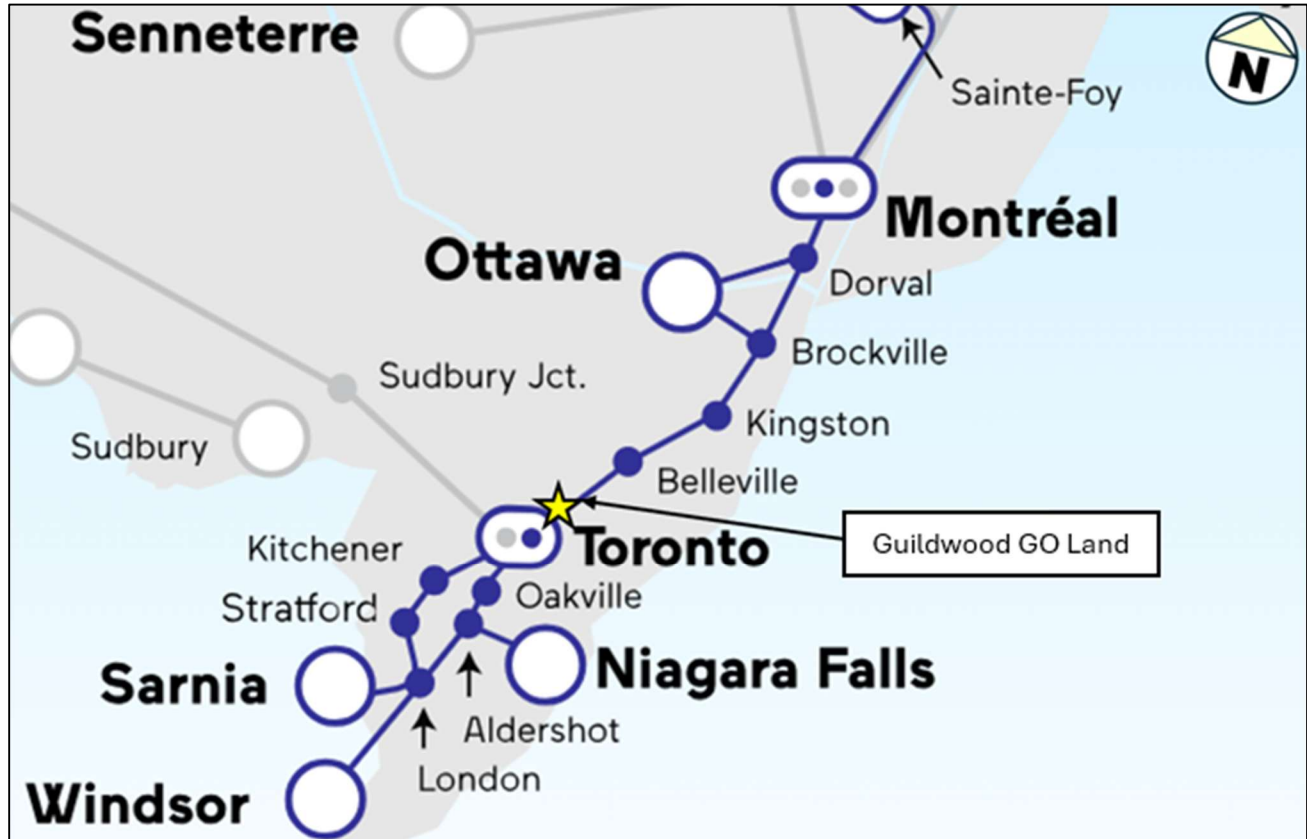 Senneterre
N
Sainte-Foy
Montréal
Ottawa
Dorval
Brockville
Sudbury Jct.
Kingston
Sudbury
Belleville
Guildwood GO Land
Toronto
Kitchener
Oakville
Stratford
Niagara Falls
Sarnia
Aldershot
London
Windsor